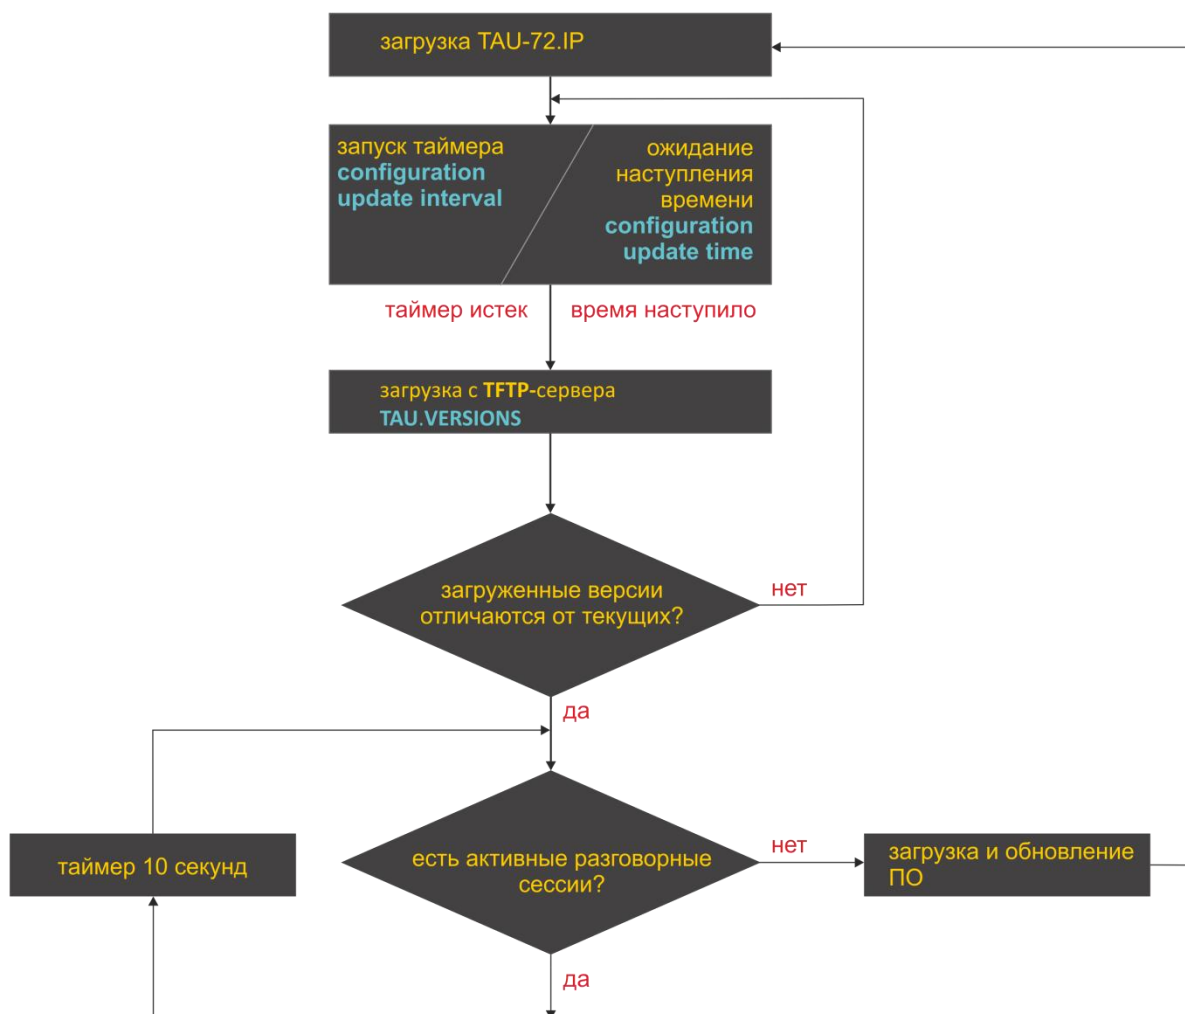 загрузка TAU-72.IP
запуск таймера
configuration
update interval
ожидание
наступления
времени
configuration
update time
таймер истек
время наступило
загрузка с TFTP-сервера
TAU.VERSIONS
загруженные версии
отличаются от текущих?
нет
да
таймер 10 секунд
есть активные разговорные
сессии?
нет
загрузка и обновление
ПО
да